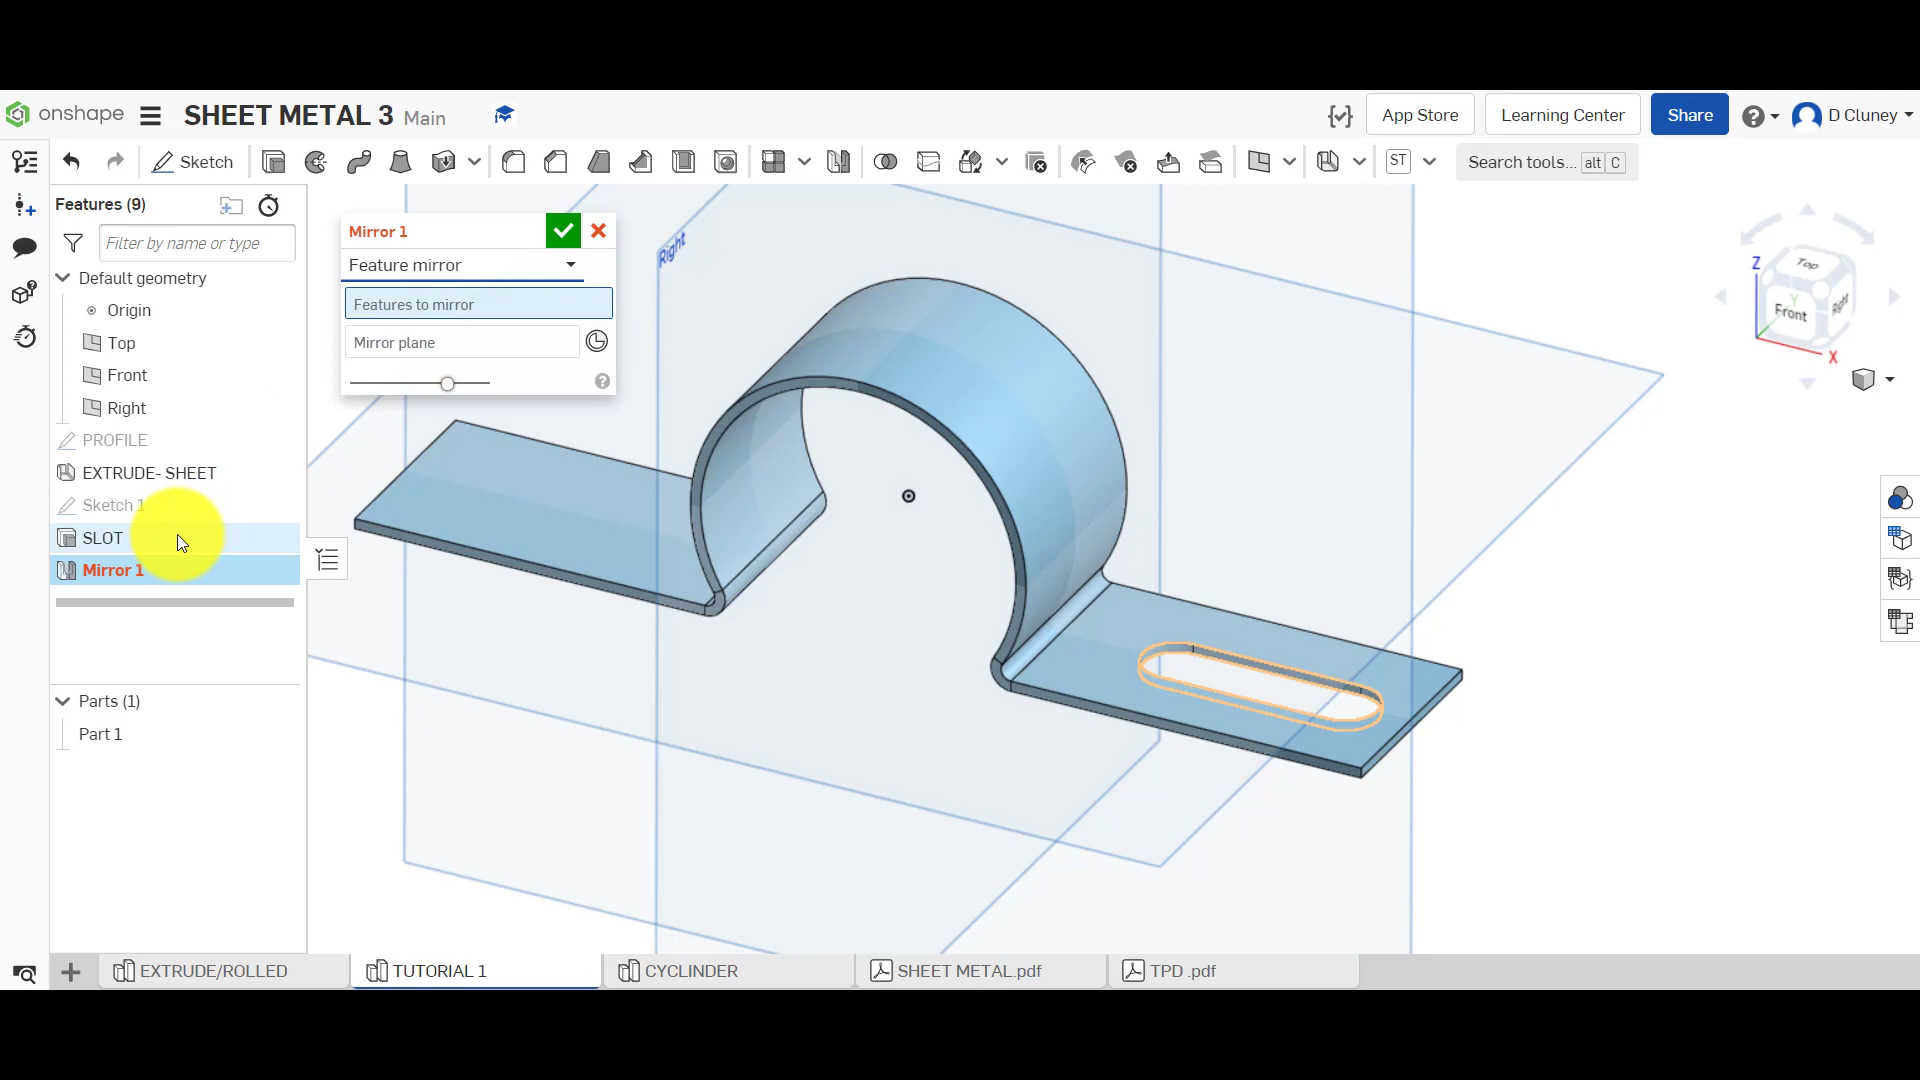 onshape SHEET METAL 3 Main App Store Learning Center Share D Cluney
Sketch ST Search tools... alt C
Features (9)
Filter by name or type
Default geometry
Origin
Top
Front
Right
PROFILE
EXTRUDE- SHEET
Sketch 1
SLOT
Mirror 1
Parts (1)
Part 1
Mirror 1
Feature mirror
Features to mirror
Mirror plane
Right
Top
Z
Y
Front
Right
X
EXTRUDE/ROLLED TUTORIAL 1 CYCLINDER SHEET METAL.pdf TPD .pdf